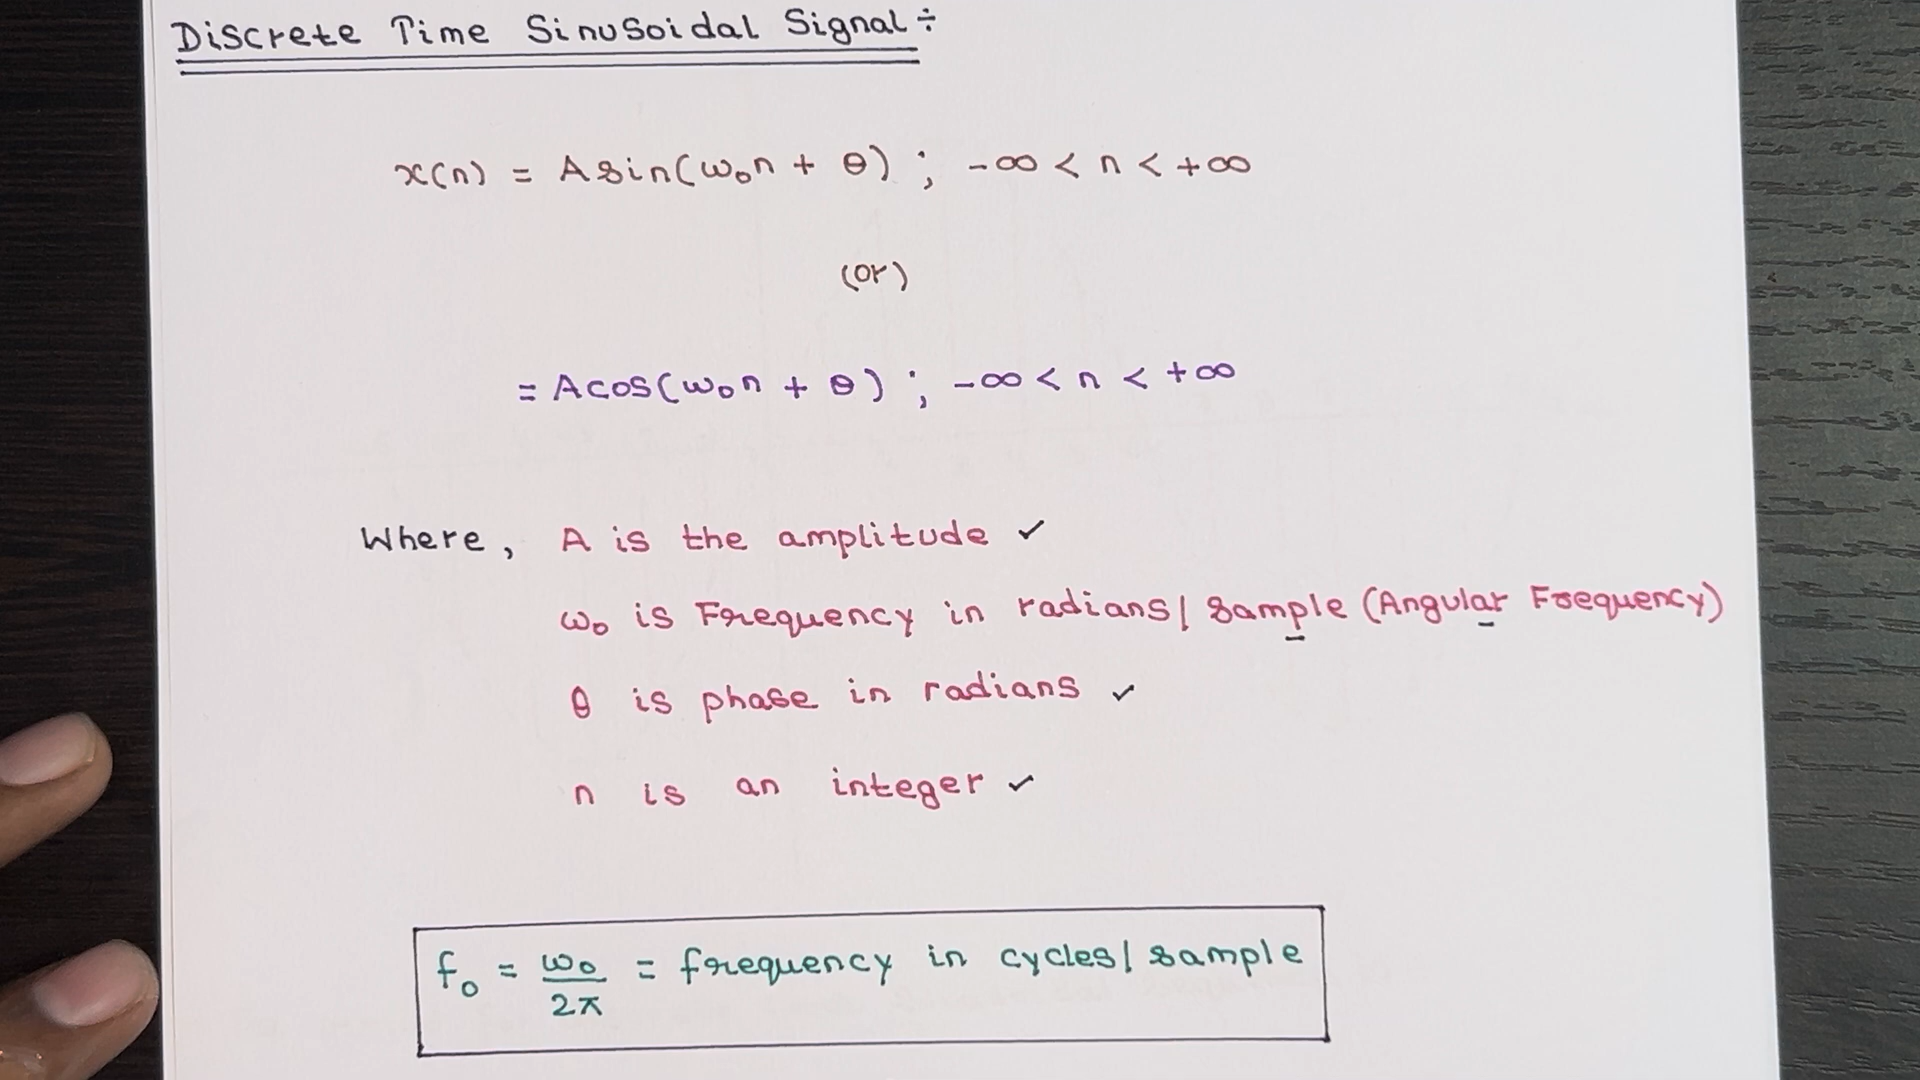 Discrete Time Sinusoidal Signal ÷
x(n) = A sin(ω₀n + θ) ; -∞ < n < +∞
(or)
= A cos(ω₀n + θ) ; -∞ < n < +∞
Where, A is the amplitude ✓
ω₀ is Frequency in radians/sample (Angular Frequency)
θ is phase in radians ✓
n is an integer ✓
f₀ = ω₀/2π = frequency in cycles/sample